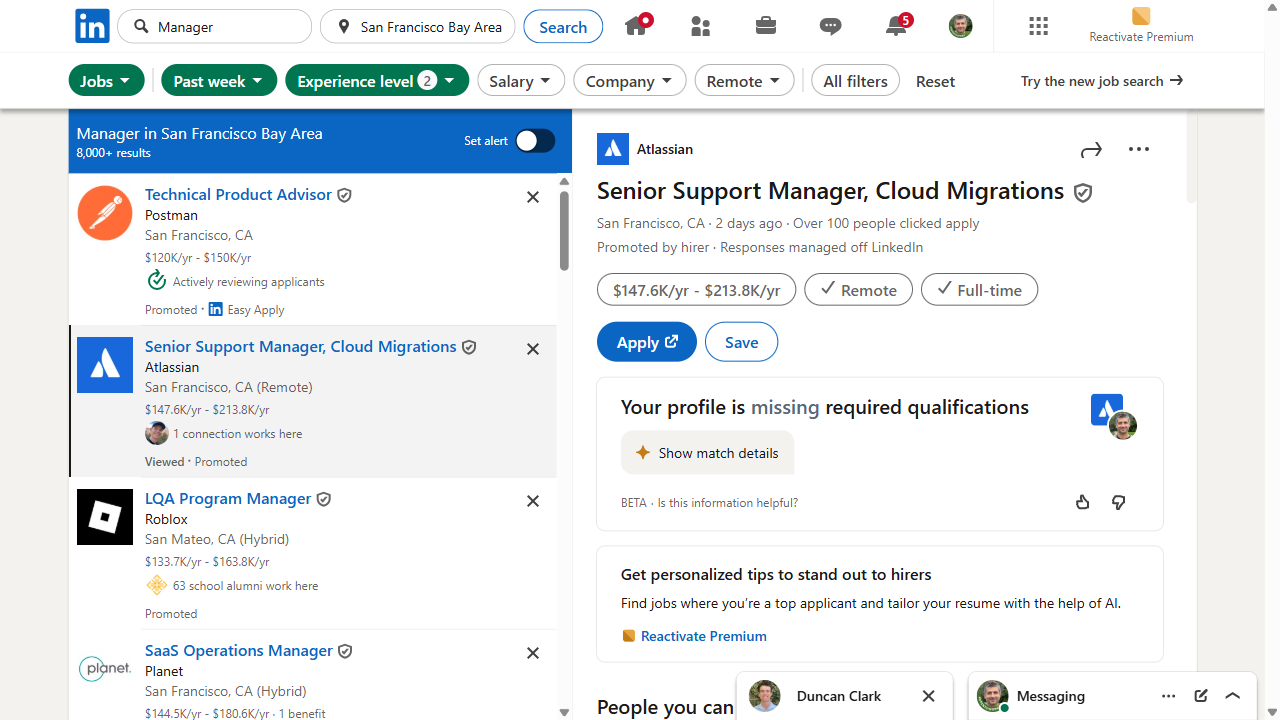 Manager
San Francisco Bay Area
Search
5
Reactivate Premium
Jobs
Past week
Experience level 2
Salary
Company
Remote
All filters
Reset
Try the new job search
Manager in San Francisco Bay Area
8,000+ results
Set alert
Technical Product Advisor
Postman
San Francisco, CA
$120K/yr - $150K/yr
Actively reviewing applicants
Promoted · Easy Apply
Senior Support Manager, Cloud Migrations
Atlassian
San Francisco, CA (Remote)
$147.6K/yr - $213.8K/yr
1 connection works here
Viewed · Promoted
LQA Program Manager
Roblox
San Mateo, CA (Hybrid)
$133.7K/yr - $163.8K/yr
63 school alumni work here
Promoted
planet.
SaaS Operations Manager
Planet
San Francisco, CA (Hybrid)
$144.5K/yr - $180.6K/yr · 1 benefit
Atlassian
Senior Support Manager, Cloud Migrations
San Francisco, CA · 2 days ago · Over 100 people clicked apply
Promoted by hirer · Responses managed off LinkedIn
$147.6K/yr - $213.8K/yr
Remote
Full-time
Apply
Save
Your profile is missing required qualifications
Show match details
BETA · Is this information helpful?
Get personalized tips to stand out to hirers
Find jobs where you're a top applicant and tailor your resume with the help of AI.
Reactivate Premium
People you can
Duncan Clark
Messaging